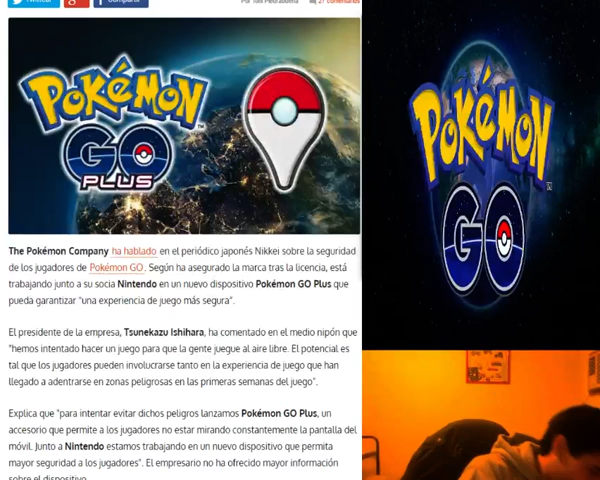 Twittear
Compartir
Por Toni Piedrabuena
27 comentarios
POKéMON
GO
PLUS
TM
The Pokémon Company ha hablado en el periódico japonés Nikkei sobre la seguridad
de los jugadores de Pokémon GO. Según ha asegurado la marca tras la licencia, está
trabajando junto a su socia Nintendo en un nuevo dispositivo Pokémon GO Plus que
pueda garantizar "una experiencia de juego más segura".
El presidente de la empresa, Tsunekazu Ishihara, ha comentado en el medio nipón que
"hemos intentado hacer un juego para que la gente juegue al aire libre. El potencial es
tal que los jugadores pueden involucrarse tanto en la experiencia de juego que han
llegado a adentrarse en zonas peligrosas en las primeras semanas del juego".
Explica que "para intentar evitar dichos peligros lanzamos Pokémon GO Plus, un
accesorio que permite a los jugadores no estar mirando constantemente la pantalla del
móvil. Junto a Nintendo estamos trabajando en un nuevo dispositivo que permita
mayor seguridad a los jugadores". El empresario no ha ofrecido mayor información
sobre el dispositivo.
POKéMON
GO